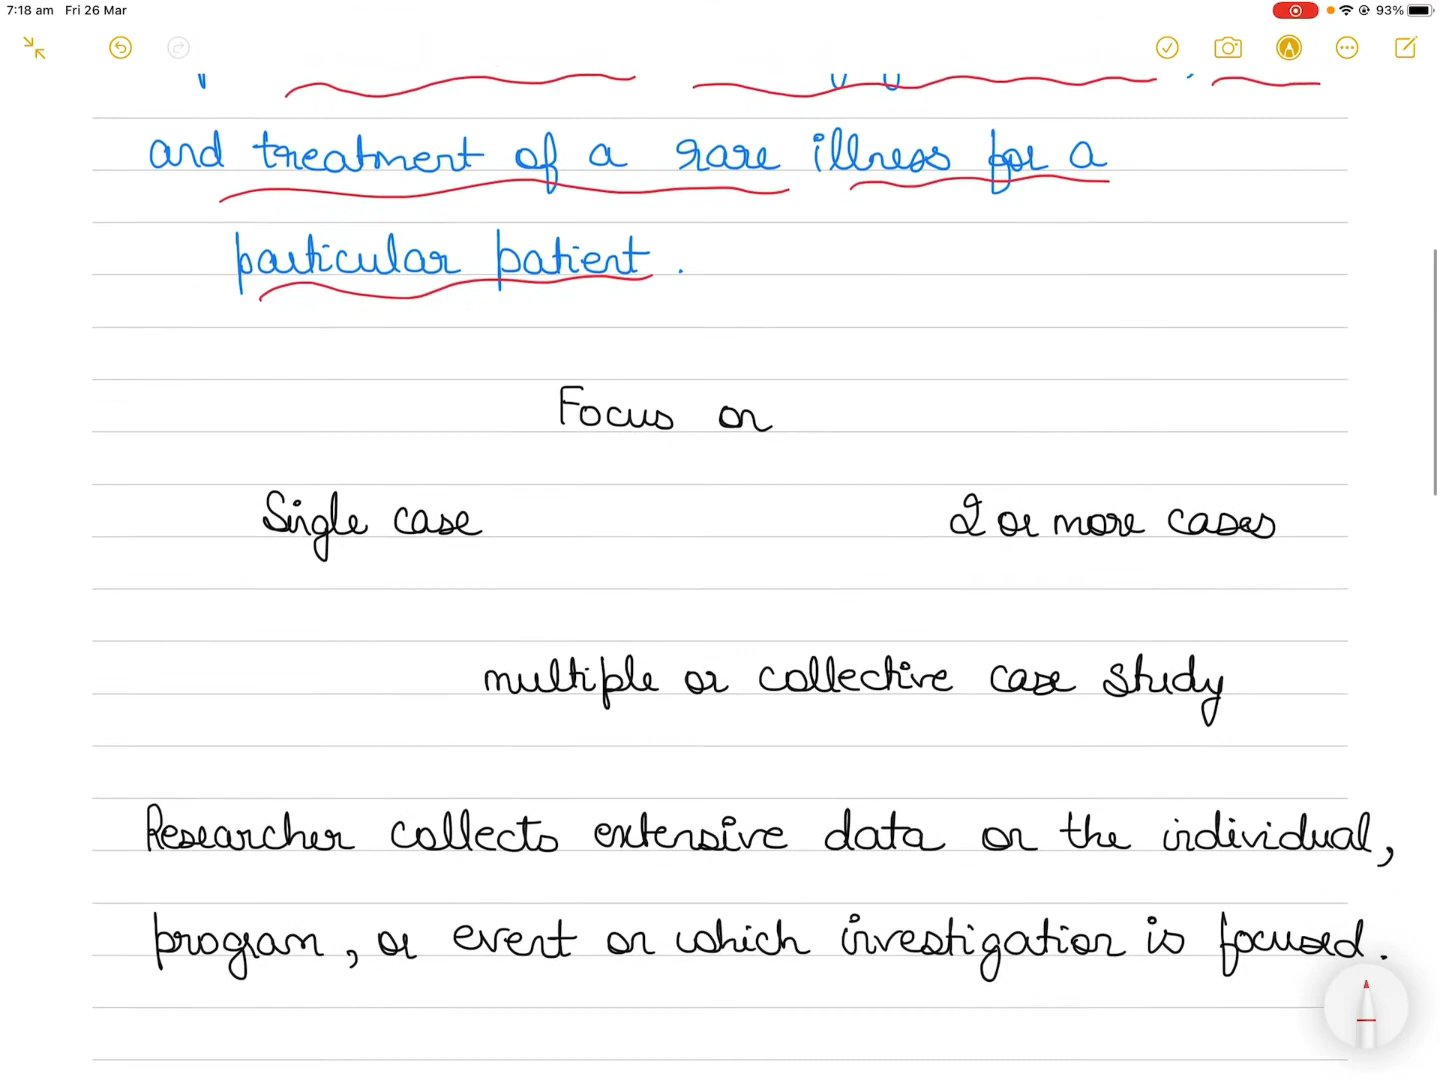 7:18 am Fri 26 Mar
93%
and treatment of a rare illness for a
particular patient .
Focus on
Single case 2 or more cases
multiple or collective case study
Researcher collects extensive data on the individual,
program, or event on which investigation is focused.